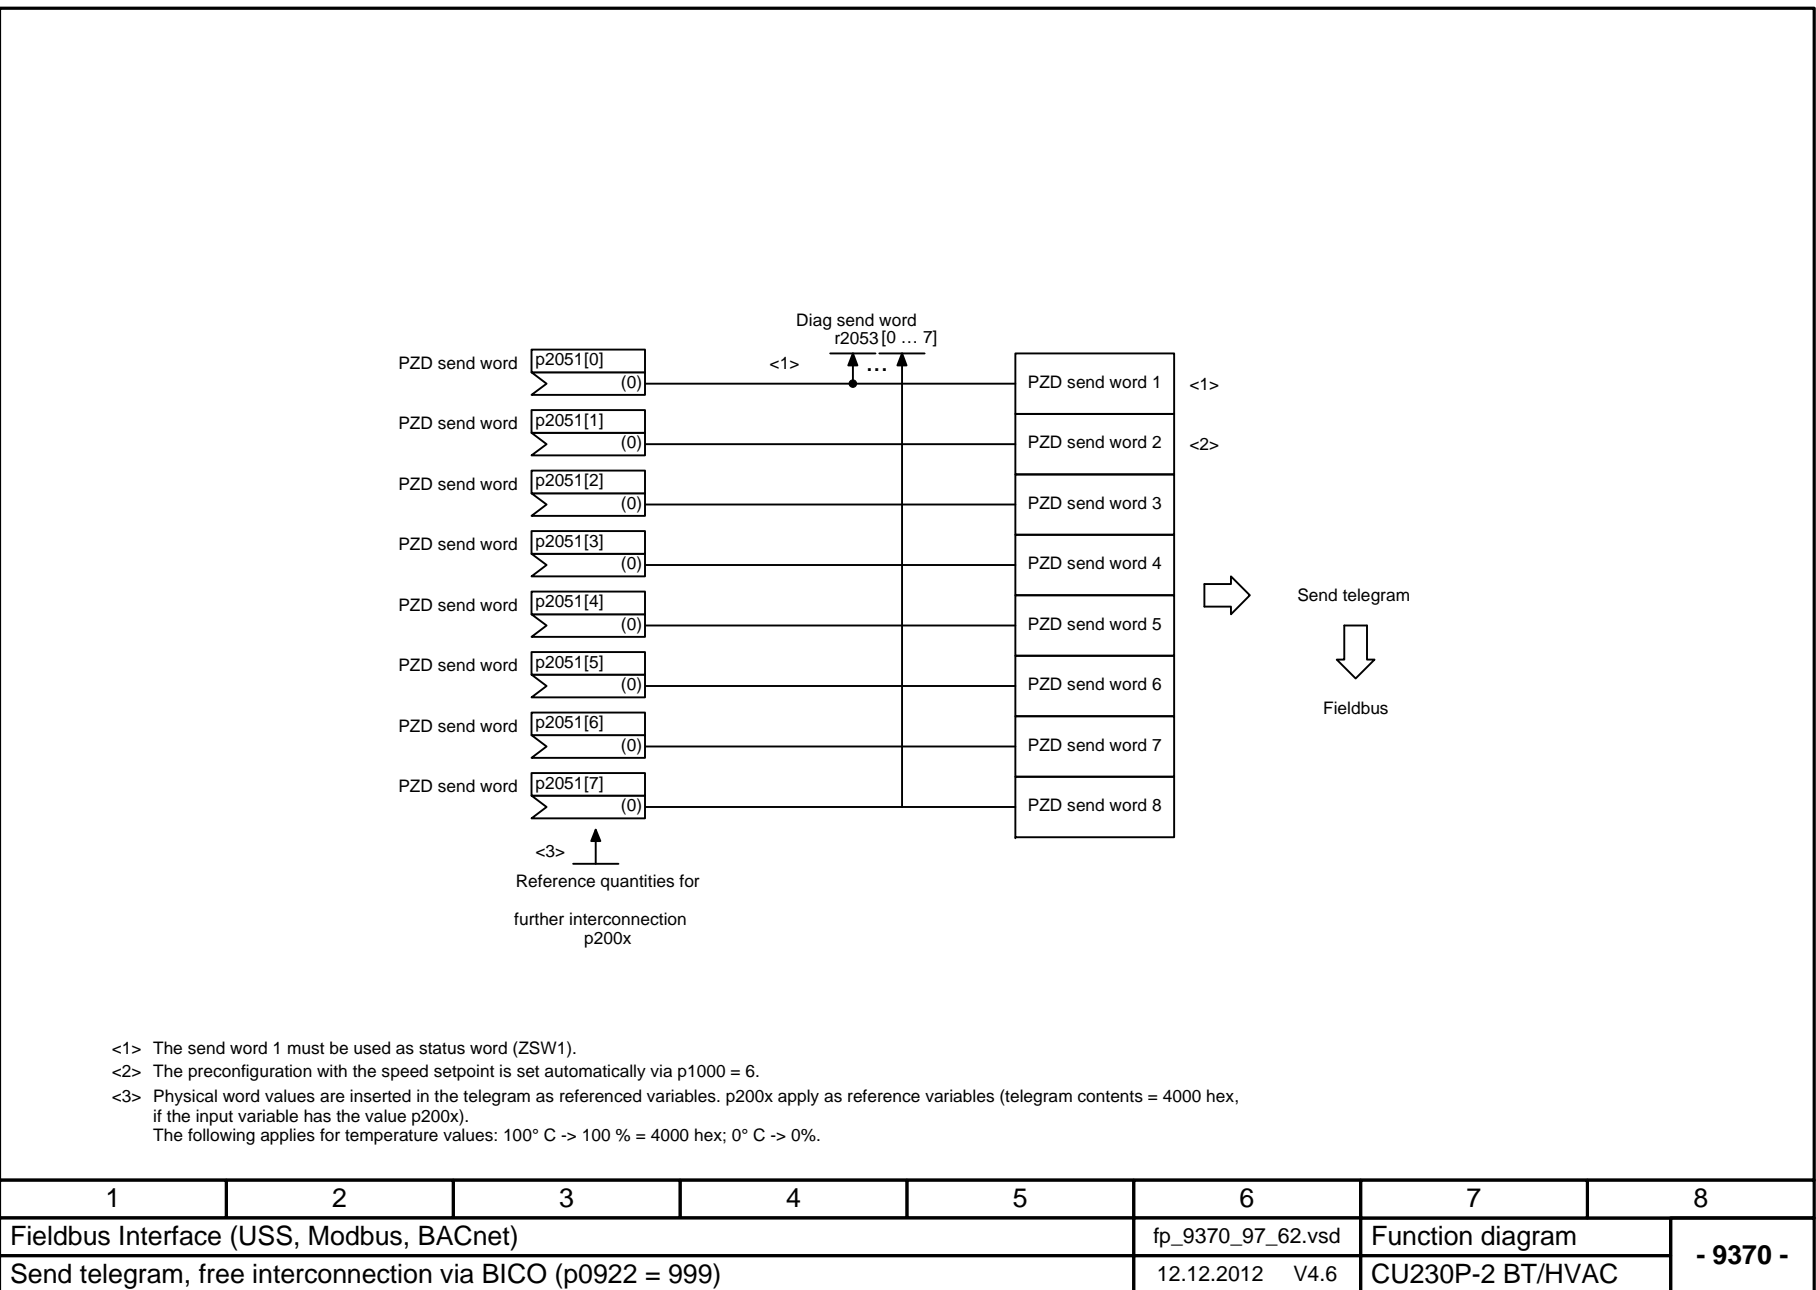 Diag send word
r2053 [0 … 7]
PZD send word p2051[0]
(0)
<1>
...
PZD send word 1 <1>
PZD send word p2051[1]
(0)
PZD send word 2 <2>
PZD send word p2051[2]
(0)
PZD send word 3
PZD send word p2051[3]
(0)
PZD send word 4
PZD send word p2051[4]
(0)
PZD send word 5
PZD send word p2051[5]
(0)
PZD send word 6
PZD send word p2051[6]
(0)
PZD send word 7
PZD send word p2051[7]
(0)
PZD send word 8
Send telegram
Fieldbus
<3>
Reference quantities for
further interconnection
p200x
<1> The send word 1 must be used as status word (ZSW1).
<2> The preconfiguration with the speed setpoint is set automatically via p1000 = 6.
<3> Physical word values are inserted in the telegram as referenced variables. p200x apply as reference variables (telegram contents = 4000 hex,
if the input variable has the value p200x).
The following applies for temperature values: 100° C -> 100 % = 4000 hex; 0° C -> 0%.
1 2 3 4 5 6 7 8
Fieldbus Interface (USS, Modbus, BACnet) fp_9370_97_62.vsd Function diagram
- 9370 -
Send telegram, free interconnection via BICO (p0922 = 999) 12.12.2012 V4.6 CU230P-2 BT/HVAC